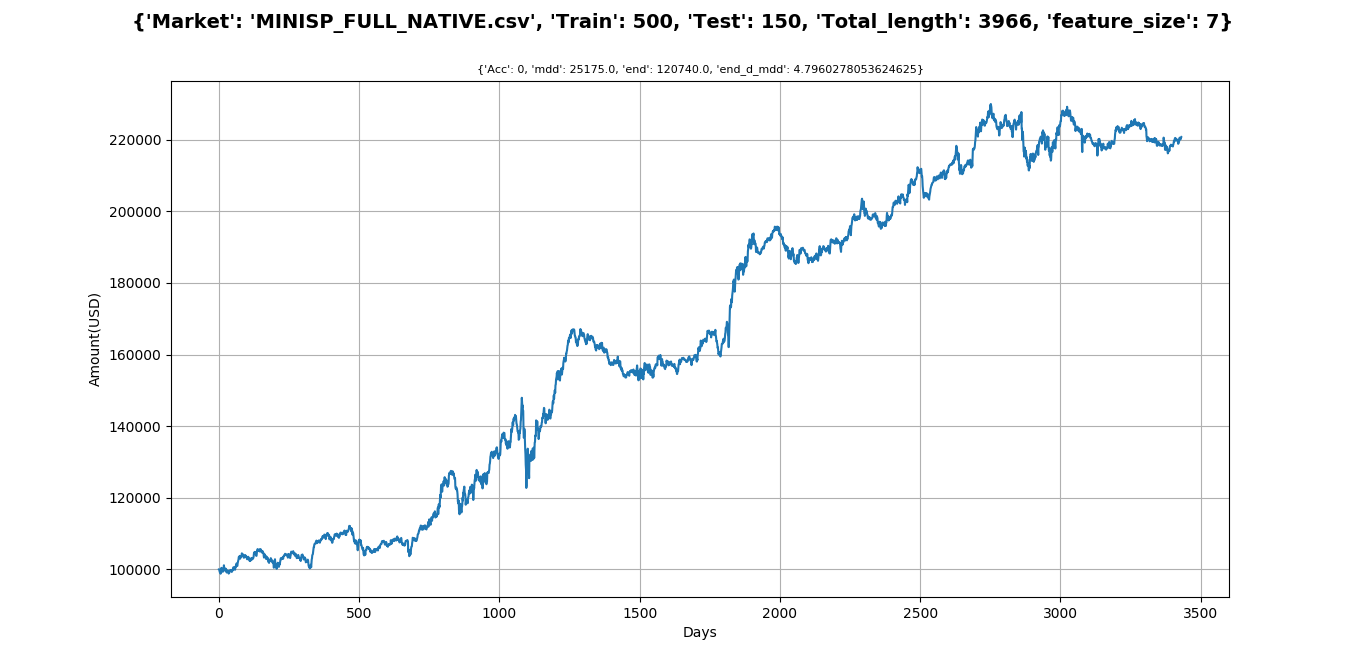 {'Market': 'MINISP_FULL_NATIVE.csv', 'Train': 500, 'Test': 150, 'Total_length': 3966, 'feature_size': 7}
{'Acc': 0, 'mdd': 25175.0, 'end': 120740.0, 'end_d_mdd': 4.7960278053624625}
220000
200000
180000
160000
140000
120000
100000
Amount(USD)
0 500 1000 1500 2000 2500 3000 3500
Days